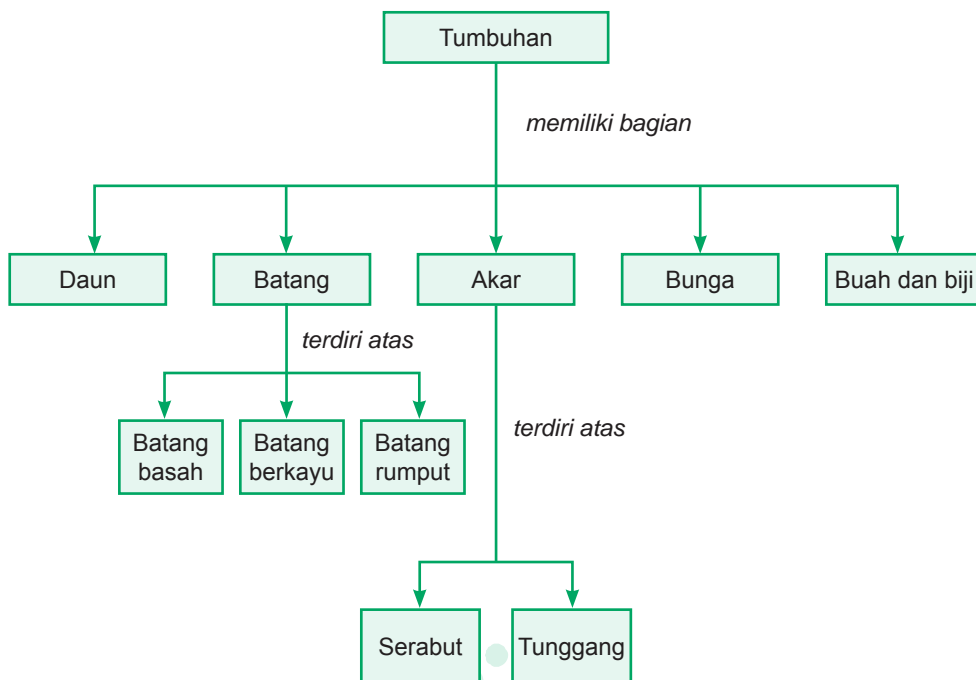 Tumbuhan
memiliki bagian
Daun
Batang
Akar
Bunga
Buah dan biji
terdiri atas
Batang
basah
Batang
berkayu
Batang
rumput
terdiri atas
Serabut
Tunggang